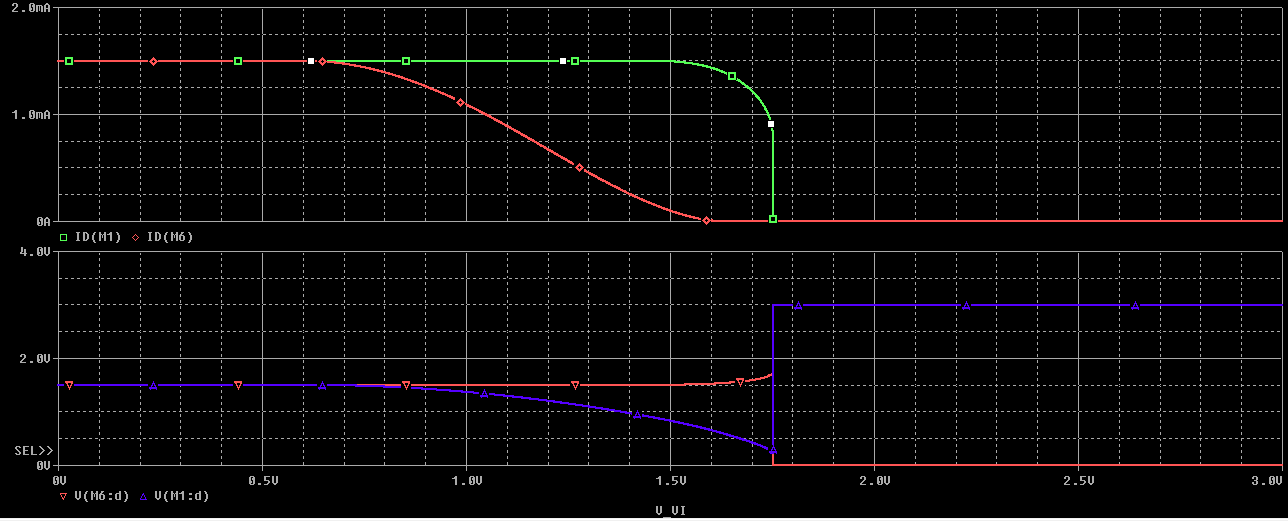 2.0mA
1.0mA
0A
ID(M1) ID(M6)
4.0V
2.0V
SEL>>
0V
0V 0.5V 1.0V 1.5V 2.0V 2.5V 3.0V
V(M6:d) V(M1:d)
V_VI